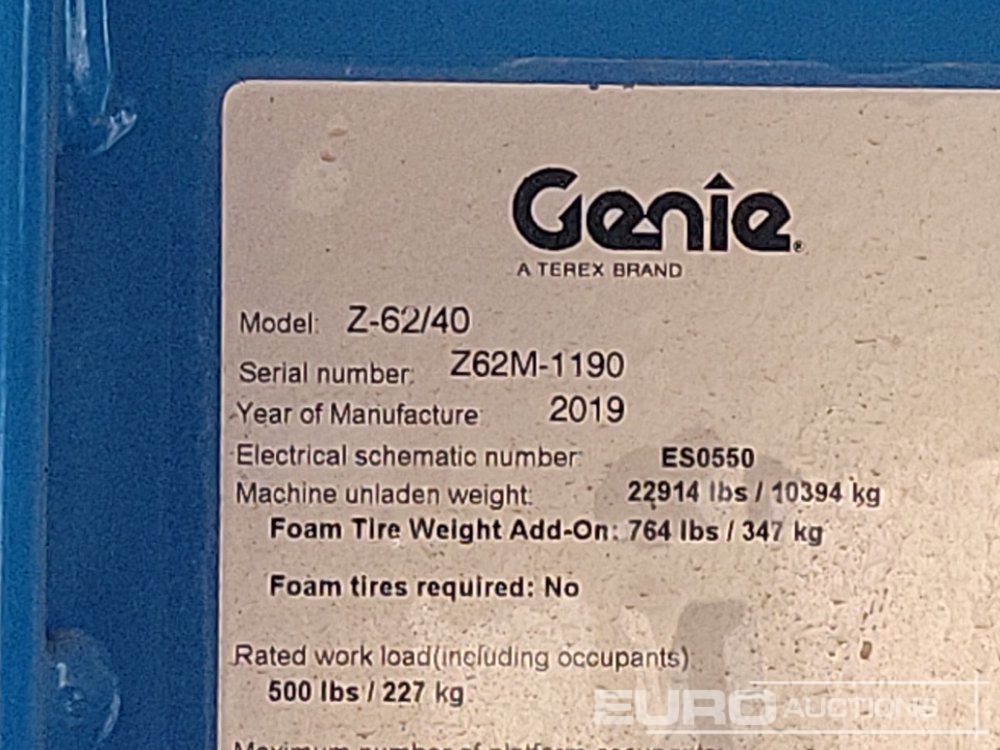 Genie®
A TEREX BRAND
Model: Z-62/40
Serial number: Z62M-1190
Year of Manufacture 2019
Electrical schematic number: ES0550
Machine unladen weight: 22914 lbs / 10394 kg
Foam Tire Weight Add-On: 764 lbs / 347 kg
Foam tires required: No
Rated work load(including occupants)
500 lbs / 227 kg
EURO AUCTIONS